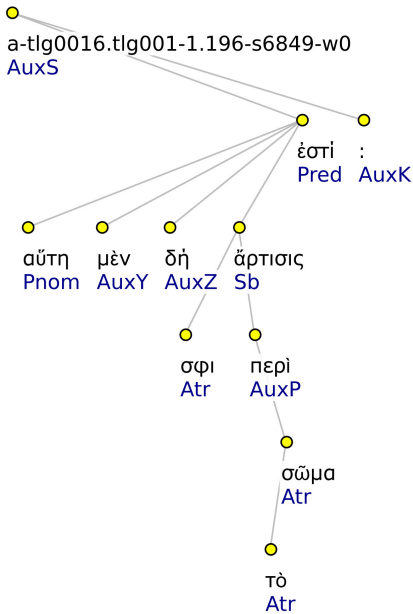 a-tlg0016.tlg001-1.196-s6849-w0
AuxS
ἐστί :
Pred AuxK
αὕτη μὲν δή ἄρτισις
Pnom AuxY AuxZ Sb
σφι περὶ
Atr AuxP
σῶμα
Atr
τὸ
Atr